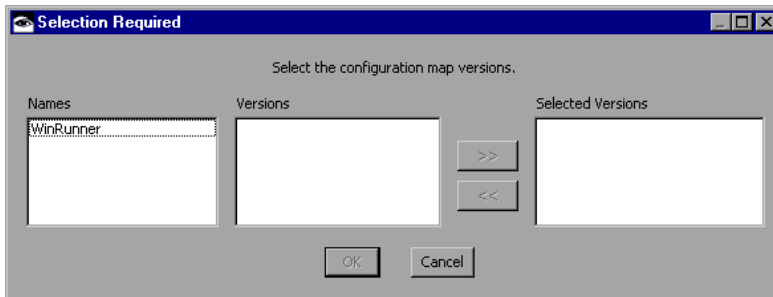 Selection Required
Select the configuration map versions.
Names
Versions
Selected Versions
WinRunner
>>
<<
OK
Cancel